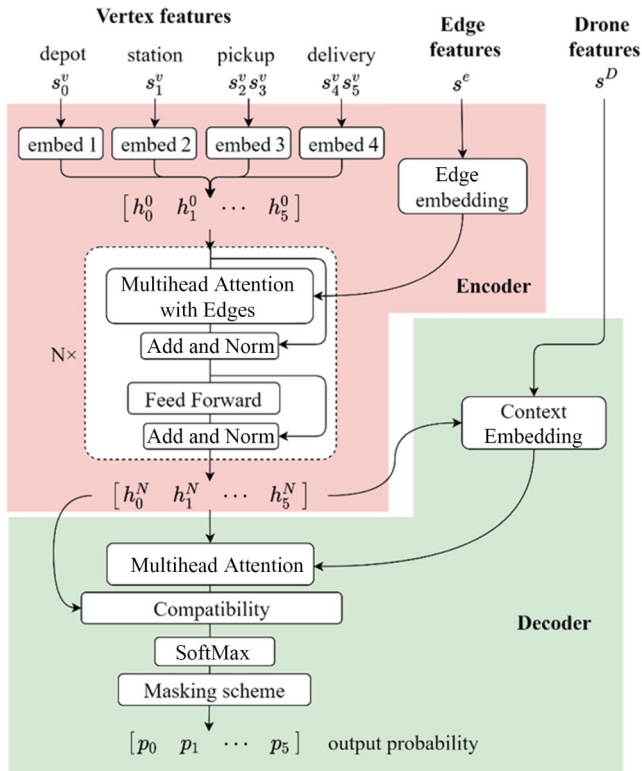 Vertex features
Edge features
Drone features
depot station pickup delivery
s_0^v s_1^v s_2^v s_3^v s_4^v s_5^v s^e s^D
embed 1 embed 2 embed 3 embed 4
Edge embedding
[ h_0^0 h_1^0 ⋯ h_5^0 ]
Encoder
Multihead Attention
with Edges
Add and Norm
N×
Feed Forward
Add and Norm
Context
Embedding
[ h_0^N h_1^N ⋯ h_5^N ]
Multihead Attention
Compatibility
Decoder
SoftMax
Masking scheme
[ p_0 p_1 ⋯ p_5 ] output probability